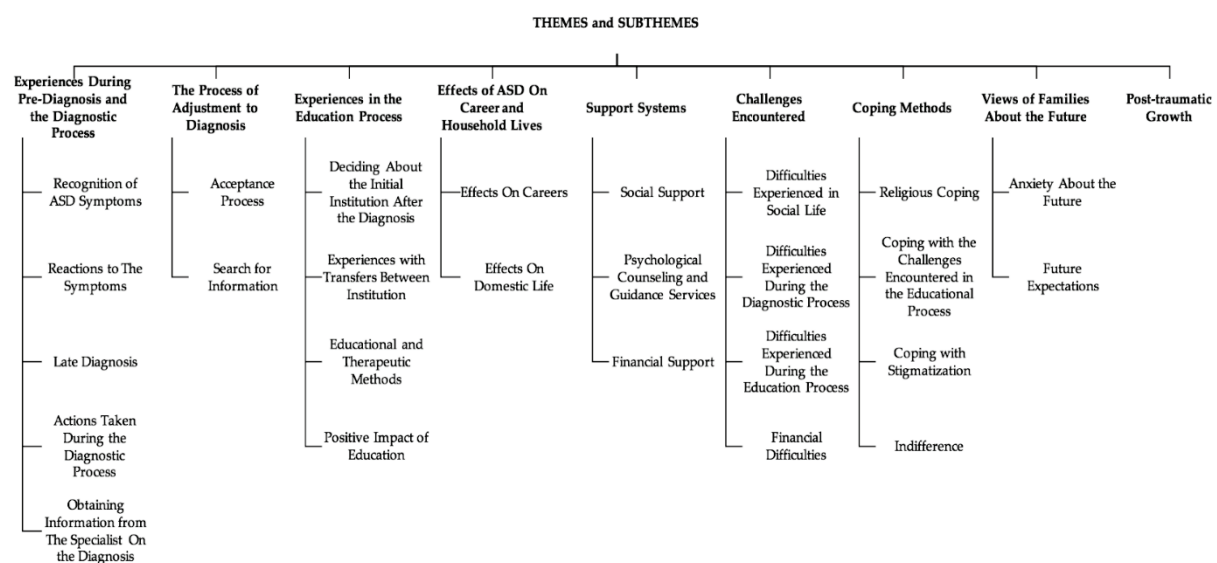 THEMES and SUBTHEMES
Experiences During
Pre-Diagnosis and
the Diagnostic
Process
Recognition of
ASD Symptoms
Reactions to The
Symptoms
Late Diagnosis
Actions Taken
During the
Diagnostic
Process
Obtaining
Information from
The Specialist On
the Diagnosis
The Process of
Adjustment to
Diagnosis
Acceptance
Process
Search for
Information
Experiences in the
Education Process
Deciding About
the Initial
Institution After
the Diagnosis
Experiences with
Transfers Between
Institution
Educational and
Therapeutic
Methods
Positive Impact of
Education
Effects of ASD On
Career and
Household Lives
Effects On Careers
Effects On
Domestic Life
Support Systems
Social Support
Psychological
Counseling and
Guidance Services
Financial Support
Challenges
Encountered
Difficulties
Experienced in
Social Life
Difficulties
Experienced
During the
Diagnostic Process
Difficulties
Experienced
During the
Education Process
Financial
Difficulties
Coping Methods
Religious Coping
Coping with the
Challenges
Encountered in
the Educational
Process
Coping with
Stigmatization
Indifference
Views of Families
About the Future
Anxiety About the
Future
Future
Expectations
Post-traumatic
Growth